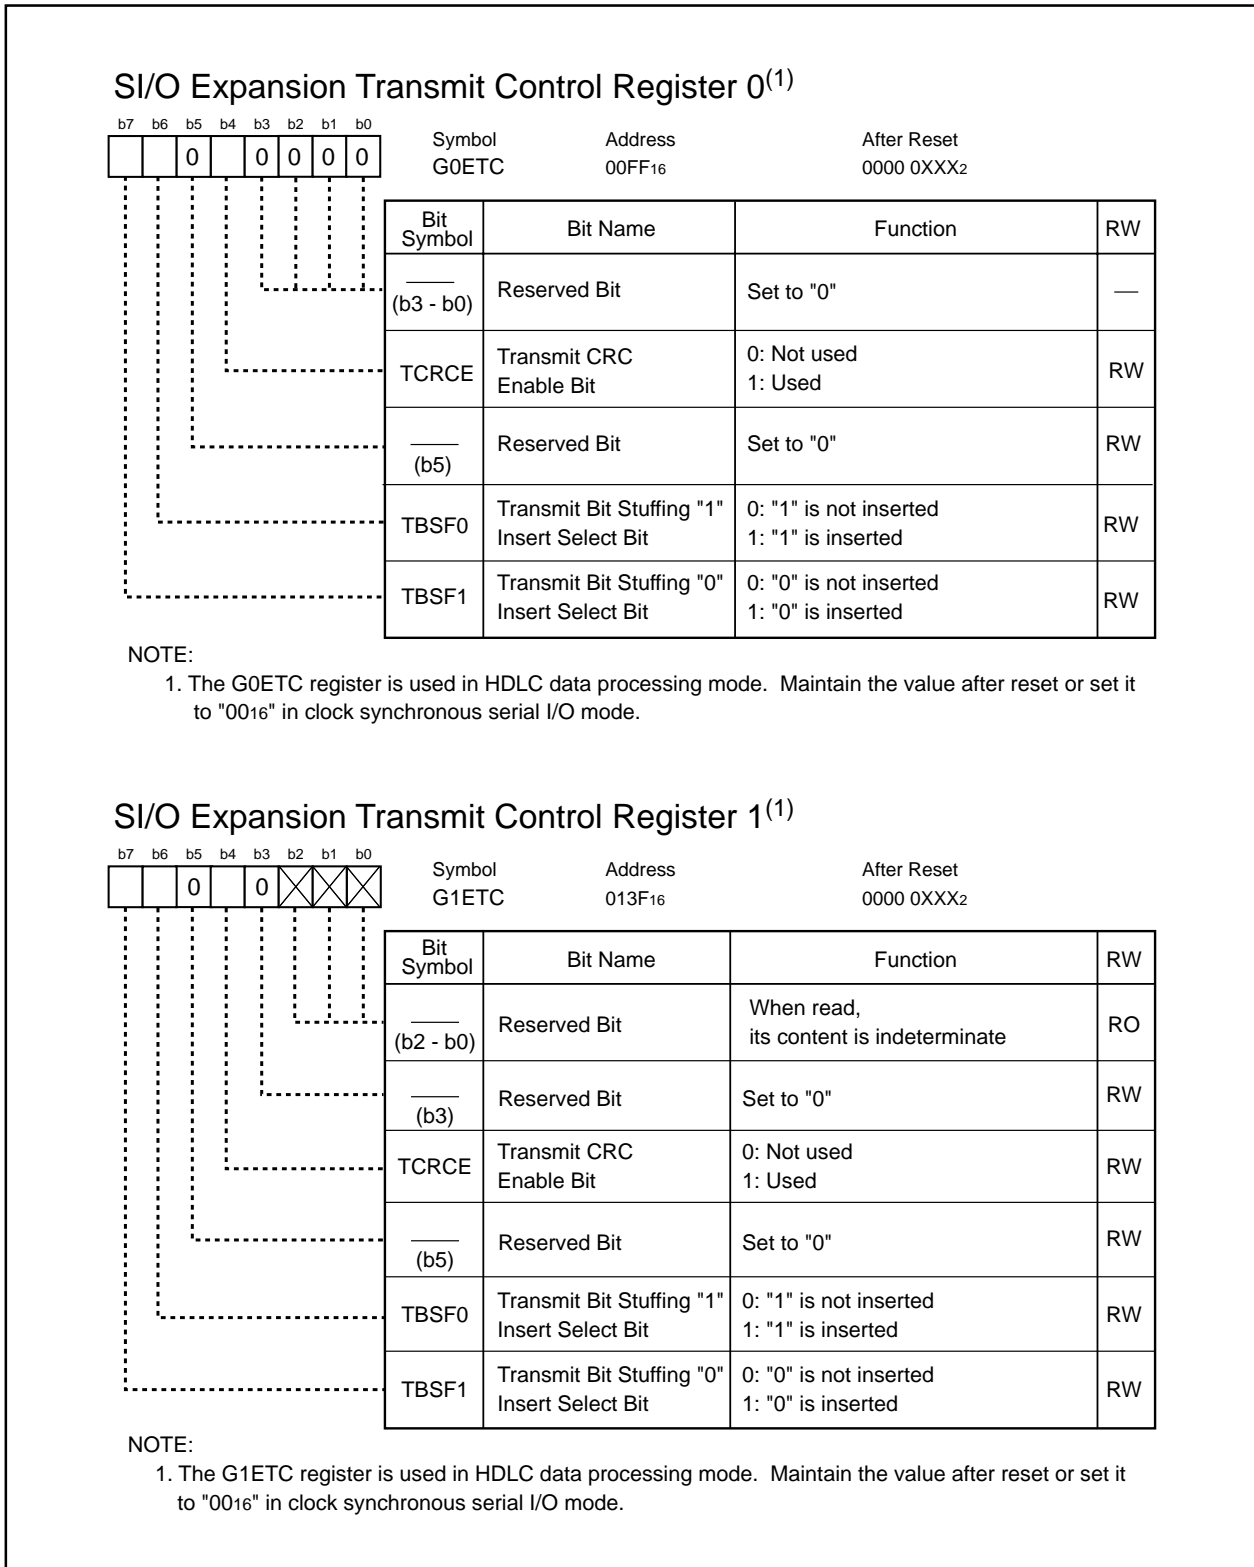 SI/O Expansion Transmit Control Register 0(1)
b7 b6 b5 b4 b3 b2 b1 b0
0 0 0 0 0
Symbol Address After Reset
G0ETC 00FF16 0000 0XXX2
Bit Symbol Bit Name Function RW
(b3 - b0) Reserved Bit Set to "0" —
TCRCE Transmit CRC Enable Bit 0: Not used RW
1: Used
(b5) Reserved Bit Set to "0" RW
TBSF0 Transmit Bit Stuffing "1" Insert Select Bit 0: "1" is not inserted RW
1: "1" is inserted
TBSF1 Transmit Bit Stuffing "0" Insert Select Bit 0: "0" is not inserted RW
1: "0" is inserted
NOTE:
1. The G0ETC register is used in HDLC data processing mode. Maintain the value after reset or set it
to "0016" in clock synchronous serial I/O mode.
SI/O Expansion Transmit Control Register 1(1)
b7 b6 b5 b4 b3 b2 b1 b0
0 0
Symbol Address After Reset
G1ETC 013F16 0000 0XXX2
Bit Symbol Bit Name Function RW
(b2 - b0) Reserved Bit When read, RO
its content is indeterminate
(b3) Reserved Bit Set to "0" RW
TCRCE Transmit CRC Enable Bit 0: Not used RW
1: Used
(b5) Reserved Bit Set to "0" RW
TBSF0 Transmit Bit Stuffing "1" Insert Select Bit 0: "1" is not inserted RW
1: "1" is inserted
TBSF1 Transmit Bit Stuffing "0" Insert Select Bit 0: "0" is not inserted RW
1: "0" is inserted
NOTE:
1. The G1ETC register is used in HDLC data processing mode. Maintain the value after reset or set it
to "0016" in clock synchronous serial I/O mode.